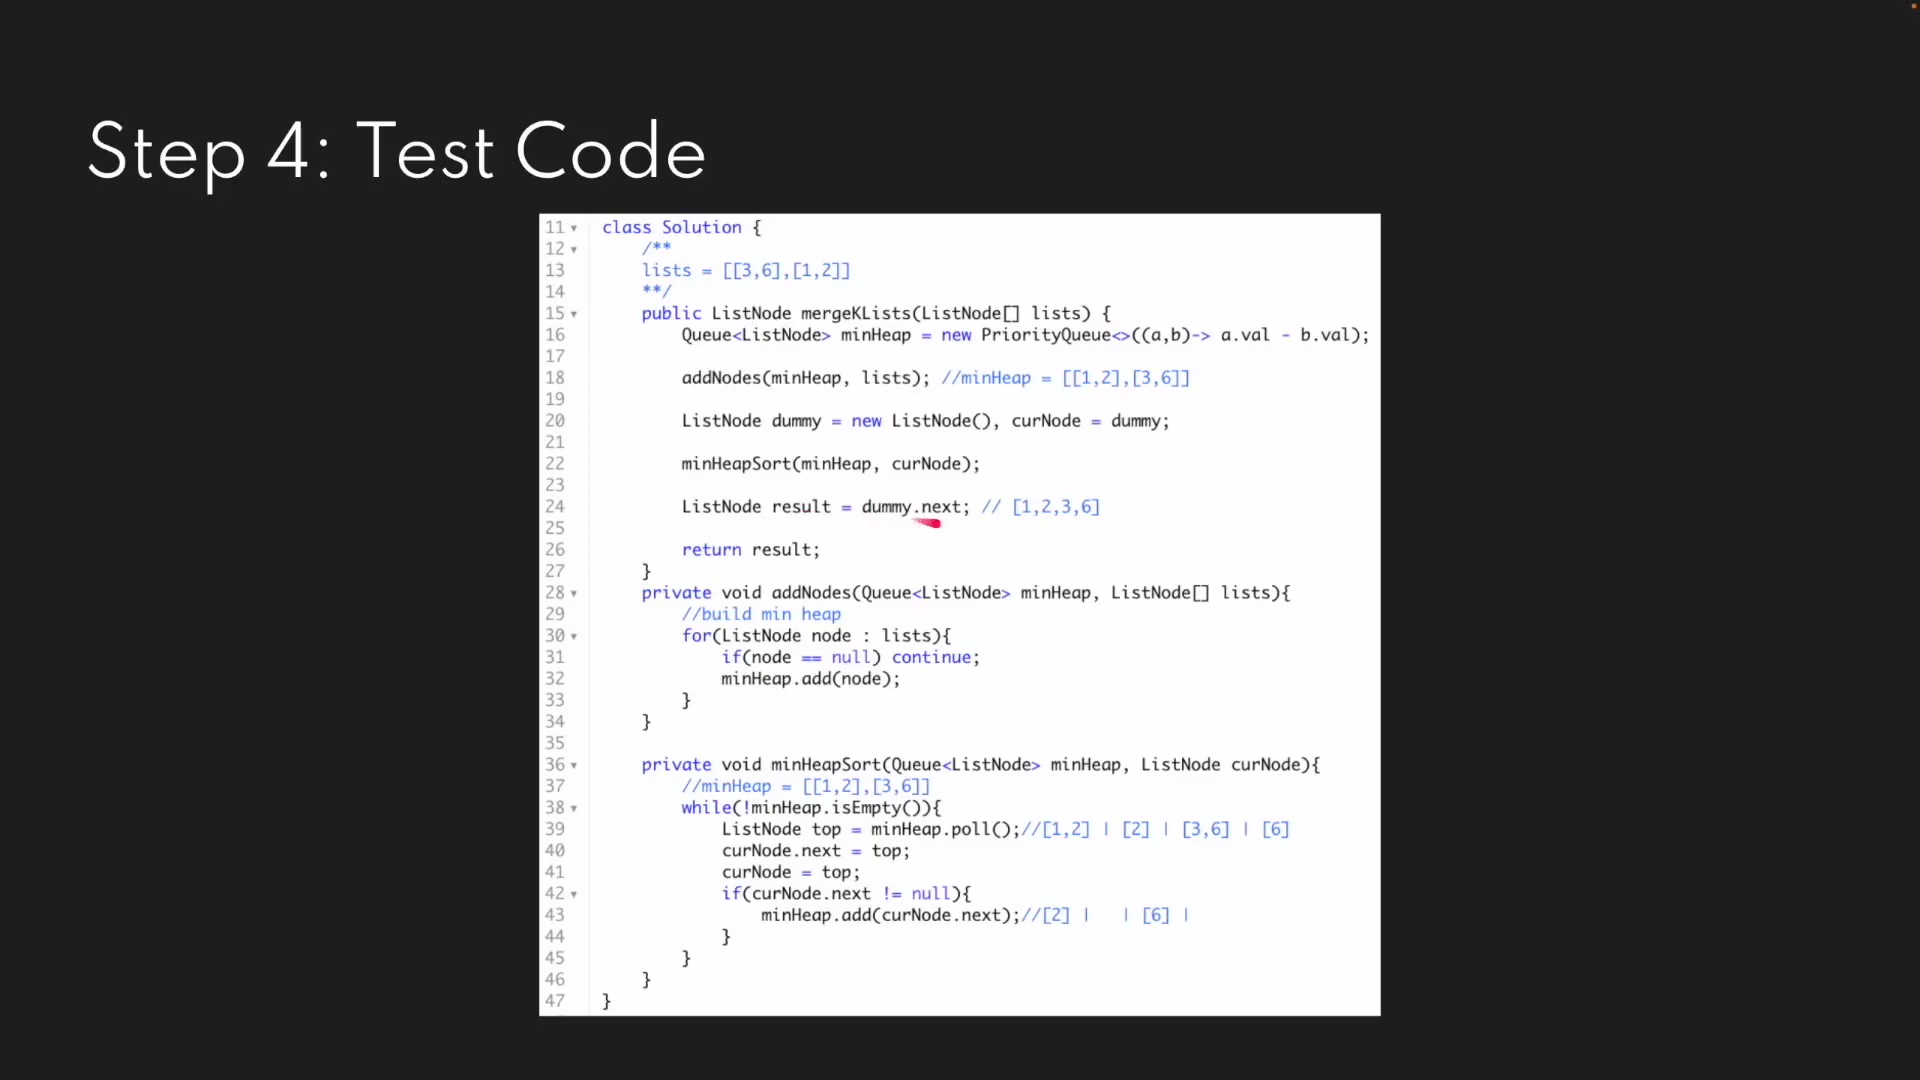 Step 4: Test Code
11 class Solution {
12 /**
13 lists = [[3,6],[1,2]]
14 **/
15 public ListNode mergeKLists(ListNode[] lists) {
16 Queue<ListNode> minHeap = new PriorityQueue<>((a,b)-> a.val - b.val);
17
18 addNodes(minHeap, lists); //minHeap = [[1,2],[3,6]]
19
20 ListNode dummy = new ListNode(), curNode = dummy;
21
22 minHeapSort(minHeap, curNode);
23
24 ListNode result = dummy.next; // [1,2,3,6]
25
26 return result;
27 }
28 private void addNodes(Queue<ListNode> minHeap, ListNode[] lists){
29 //build min heap
30 for(ListNode node : lists){
31 if(node == null) continue;
32 minHeap.add(node);
33 }
34 }
35
36 private void minHeapSort(Queue<ListNode> minHeap, ListNode curNode){
37 //minHeap = [[1,2],[3,6]]
38 while(!minHeap.isEmpty()){
39 ListNode top = minHeap.poll();//[1,2] | [2] | [3,6] | [6]
40 curNode.next = top;
41 curNode = top;
42 if(curNode.next != null){
43 minHeap.add(curNode.next);//[2] |   | [6] |
44 }
45 }
46 }
47 }